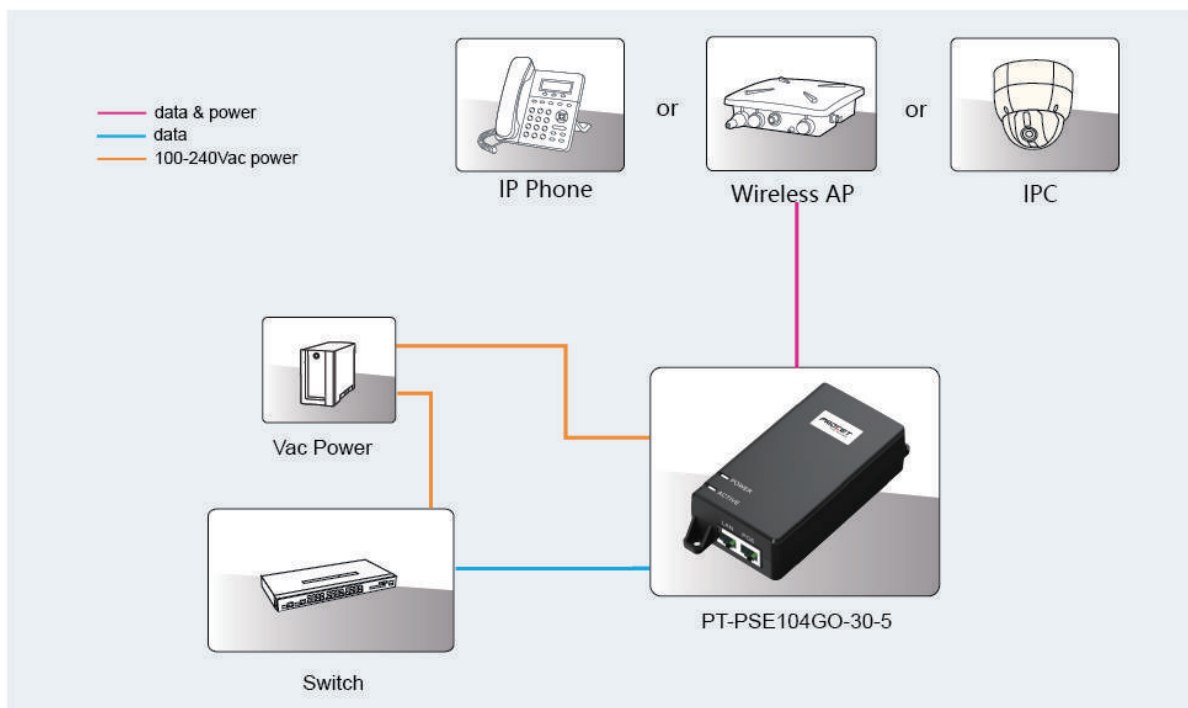 data & power
data
100-240Vac power
or
or
IP Phone
Wireless AP
IPC
Vac Power
PROCET
POWER
ACTIVE
LAN
POE
PT-PSE104GO-30-5
Switch